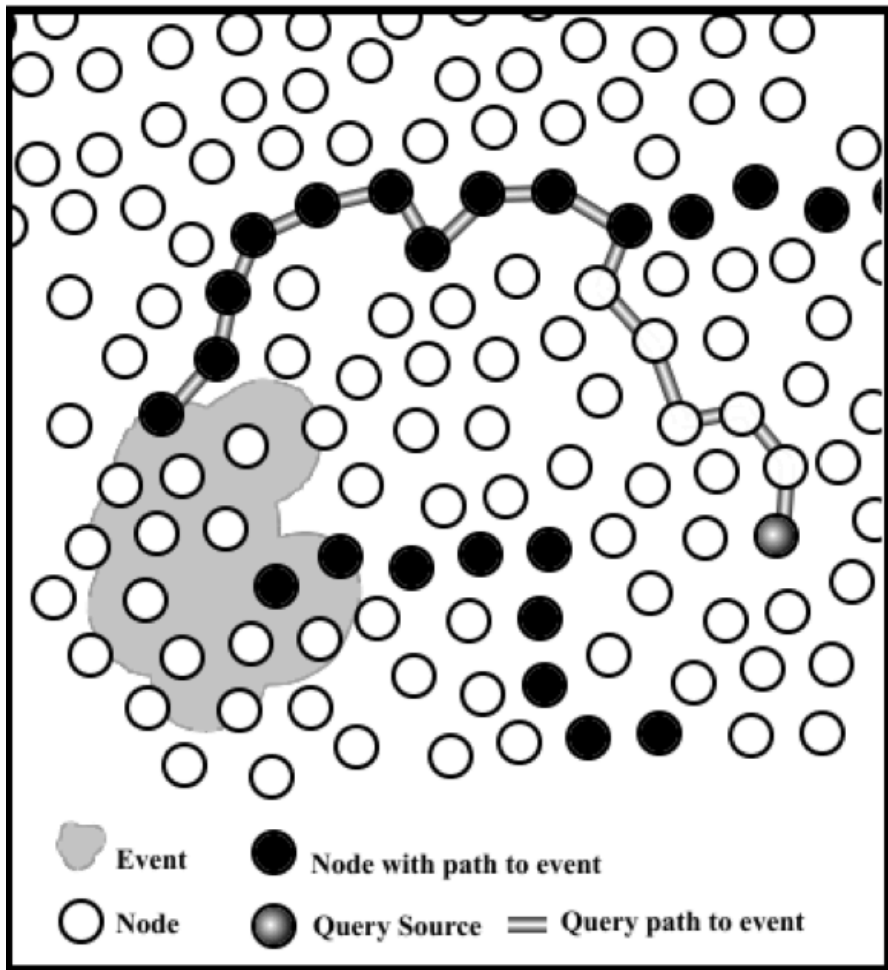 Event
Node with path to event
Node
Query Source
Query path to event